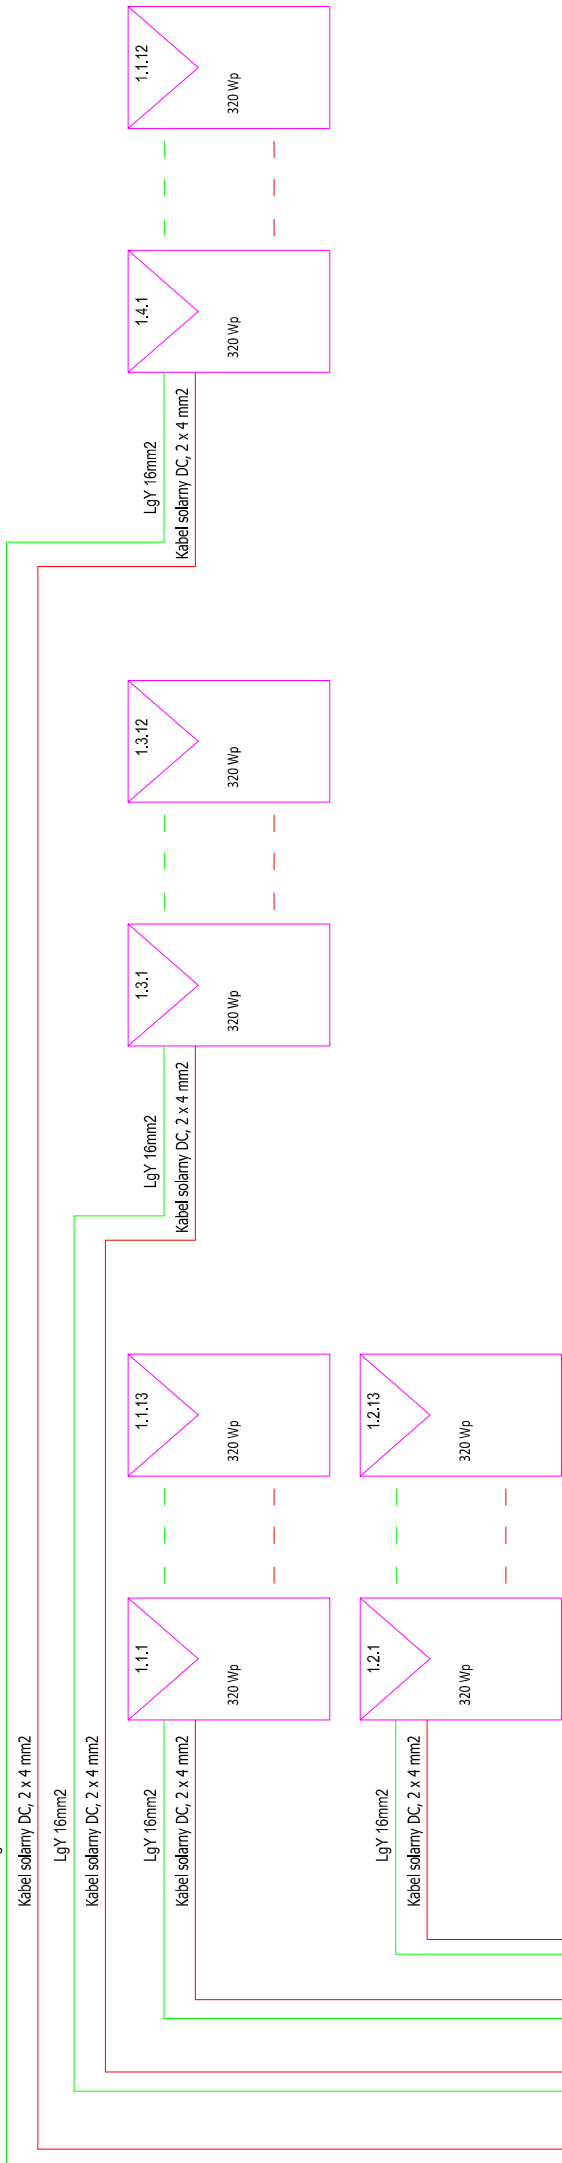 1.1.12
320 Wp
1.4.1
320 Wp
LgY 16mm2
Kabel solarny DC, 2 x 4 mm2
1.3.12
320 Wp
1.3.1
320 Wp
LgY 16mm2
Kabel solarny DC, 2 x 4 mm2
1.1.13
320 Wp
1.2.13
320 Wp
1.1.1
320 Wp
1.2.1
320 Wp
Kabel solarny DC, 2 x 4 mm2
LgY 16mm2
Kabel solarny DC, 2 x 4 mm2
LgY 16mm2
Kabel solarny DC, 2 x 4 mm2
LgY 16mm2
Kabel solarny DC, 2 x 4 mm2